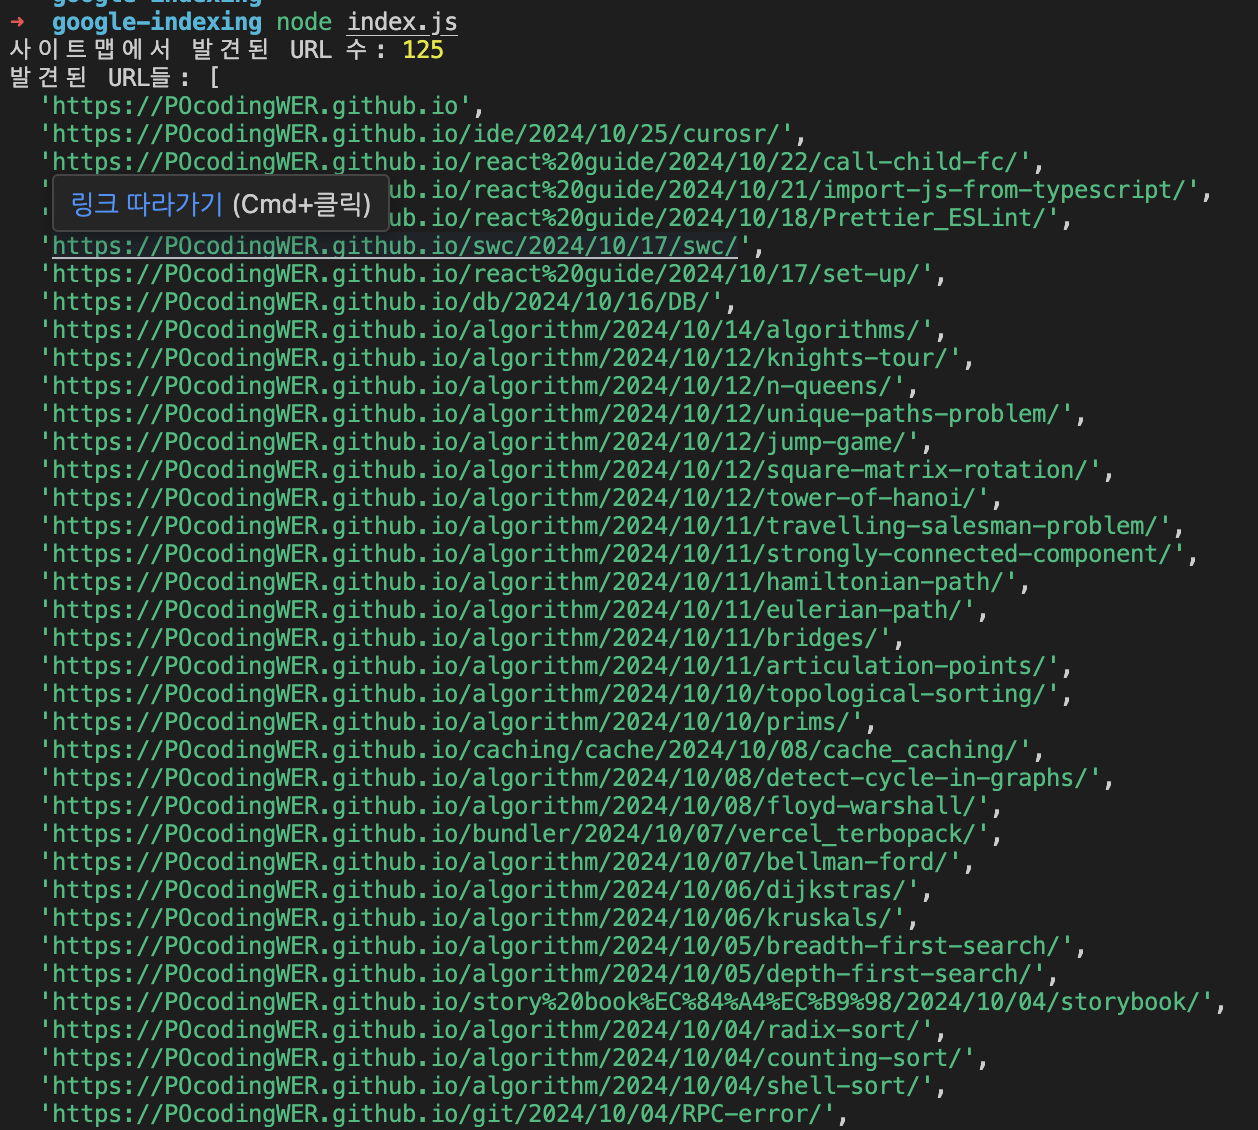 → google-indexing node index.js
사이트맵에서 발견된 URL 수: 125
발견된 URL들: [
'https://POcodingWER.github.io',
'https://POcodingWER.github.io/ide/2024/10/25/curosr/',
'https://POcodingWER.github.io/react%20guide/2024/10/22/call-child-fc/',
링크 따라가기 (Cmd+클릭)
ub.io/react%20guide/2024/10/21/import-js-from-typescript/',
ub.io/react%20guide/2024/10/18/Prettier_ESLint/',
'https://POcodingWER.github.io/swc/2024/10/17/swc/',
'https://POcodingWER.github.io/react%20guide/2024/10/17/set-up/',
'https://POcodingWER.github.io/db/2024/10/16/DB/',
'https://POcodingWER.github.io/algorithm/2024/10/14/algorithms/',
'https://POcodingWER.github.io/algorithm/2024/10/12/knights-tour/',
'https://POcodingWER.github.io/algorithm/2024/10/12/n-queens/',
'https://POcodingWER.github.io/algorithm/2024/10/12/unique-paths-problem/',
'https://POcodingWER.github.io/algorithm/2024/10/12/jump-game/',
'https://POcodingWER.github.io/algorithm/2024/10/12/square-matrix-rotation/',
'https://POcodingWER.github.io/algorithm/2024/10/12/tower-of-hanoi/',
'https://POcodingWER.github.io/algorithm/2024/10/11/travelling-salesman-problem/',
'https://POcodingWER.github.io/algorithm/2024/10/11/strongly-connected-component/',
'https://POcodingWER.github.io/algorithm/2024/10/11/hamiltonian-path/',
'https://POcodingWER.github.io/algorithm/2024/10/11/eulerian-path/',
'https://POcodingWER.github.io/algorithm/2024/10/11/bridges/',
'https://POcodingWER.github.io/algorithm/2024/10/11/articulation-points/',
'https://POcodingWER.github.io/algorithm/2024/10/10/topological-sorting/',
'https://POcodingWER.github.io/algorithm/2024/10/10/prims/',
'https://POcodingWER.github.io/caching/cache/2024/10/08/cache_caching/',
'https://POcodingWER.github.io/algorithm/2024/10/08/detect-cycle-in-graphs/',
'https://POcodingWER.github.io/algorithm/2024/10/08/floyd-warshall/',
'https://POcodingWER.github.io/bundler/2024/10/07/vercel_terbopack/',
'https://POcodingWER.github.io/algorithm/2024/10/07/bellman-ford/',
'https://POcodingWER.github.io/algorithm/2024/10/06/dijkstras/',
'https://POcodingWER.github.io/algorithm/2024/10/06/kruskals/',
'https://POcodingWER.github.io/algorithm/2024/10/05/breadth-first-search/',
'https://POcodingWER.github.io/algorithm/2024/10/05/depth-first-search/',
'https://POcodingWER.github.io/story%20book%EC%84%A4%EC%B9%98/2024/10/04/storybook/',
'https://POcodingWER.github.io/algorithm/2024/10/04/radix-sort/',
'https://POcodingWER.github.io/algorithm/2024/10/04/counting-sort/',
'https://POcodingWER.github.io/algorithm/2024/10/04/shell-sort/',
'https://POcodingWER.github.io/git/2024/10/04/RPC-error/',